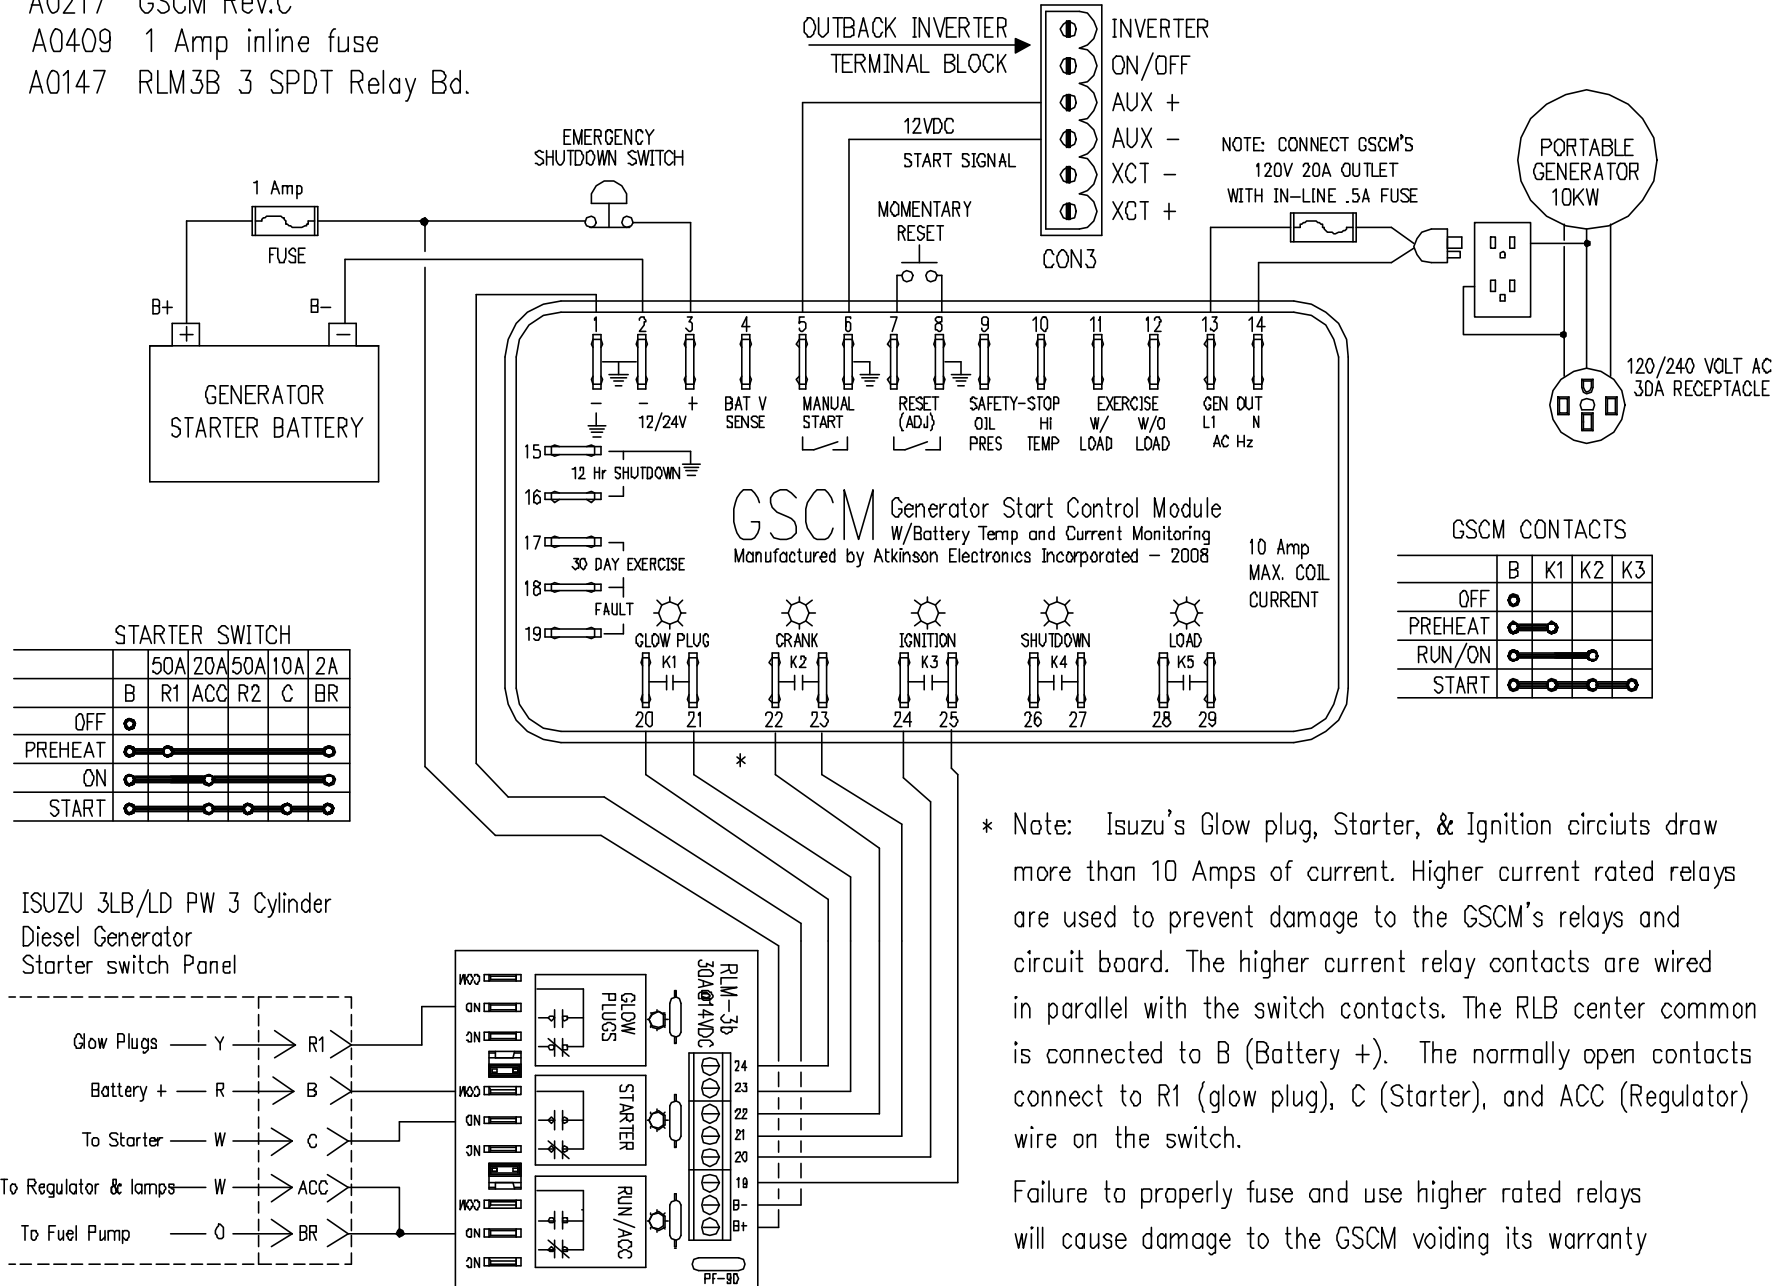 A0217 GSCM Rev.C
A0409 1 Amp inline fuse
A0147 RLM3B 3 SPDT Relay Bd.
OUTBACK INVERTER
TERMINAL BLOCK
INVERTER
ON/OFF
AUX +
AUX -
XCT -
XCT +
CON3
12VDC
START SIGNAL
EMERGENCY
SHUTDOWN SWITCH
1 Amp
FUSE
MOMENTARY
RESET
NOTE: CONNECT GSCM'S
120V 20A OUTLET
WITH IN-LINE .5A FUSE
PORTABLE
GENERATOR
10KW
120/240 VOLT AC
30A RECEPTACLE
B+
B-
+
-
GENERATOR
STARTER BATTERY
1 2 3 4 5 6 7 8 9 10 11 12 13 14
- - +
12/24V
BAT V
SENSE
MANUAL
START
RESET
(ADJ)
SAFETY-STOP
OIL
PRES
Hi
TEMP
EXERCISE
W/
LOAD
W/O
LOAD
GEN OUT
L1 N
AC Hz
15
12 Hr SHUTDOWN
16
17
30 DAY EXERCISE
18
FAULT
19
GSCM Generator Start Control Module
W/Battery Temp and Current Monitoring
Manufactured by Atkinson Electronics Incorporated - 2008
10 Amp
MAX. COIL
CURRENT
GLOW PLUG
K1
CRANK
K2
IGNITION
K3
SHUTDOWN
K4
LOAD
K5
20 21 22 23 24 25 26 27 28 29
*
GSCM CONTACTS
B K1 K2 K3
OFF
PREHEAT
RUN/ON
START
STARTER SWITCH
50A 20A 50A 10A 2A
B R1 ACC R2 C BR
OFF
PREHEAT
ON
START
* Note: Isuzu's Glow plug, Starter, & Ignition circiuts draw
more than 10 Amps of current. Higher current rated relays
are used to prevent damage to the GSCM's relays and
circuit board. The higher current relay contacts are wired
in parallel with the switch contacts. The RLB center common
is connected to B (Battery +). The normally open contacts
connect to R1 (glow plug), C (Starter), and ACC (Regulator)
wire on the switch.
Failure to properly fuse and use higher rated relays
will cause damage to the GSCM voiding its warranty
ISUZU 3LB/LD PW 3 Cylinder
Diesel Generator
Starter switch Panel
Glow Plugs Y R1
Battery + R B
To Starter W C
To Regulator & lamps W ACC
To Fuel Pump O BR
COM
NO
NC
COM
NO
NC
COM
NO
NC
GLOW
PLUGS
STARTER
RUN/ACC
RLM-3b
30A@14VDC
24
23
22
21
20
19
B-
B+
PF-9D